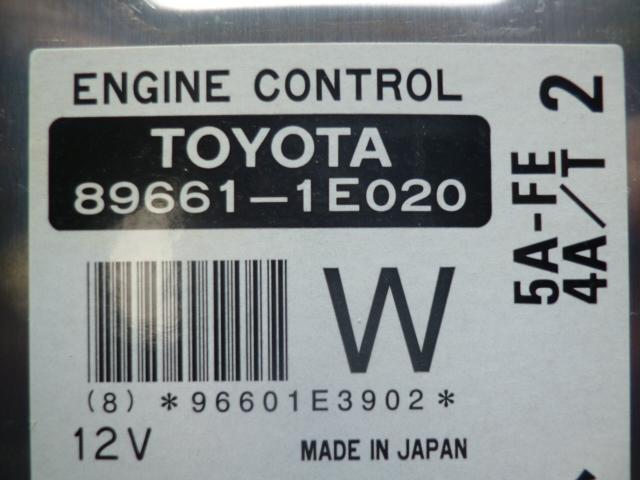 ENGINE CONTROL
TOYOTA
89661-1E020
W
(8) *96601E3902*
12V
MADE IN JAPAN
5A-FE
4A/T 2